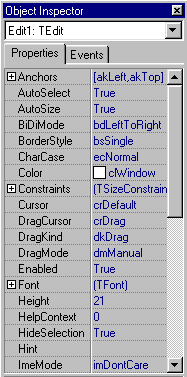 Object Inspector
Edit1: TEdit
Properties Events
Anchors [akLeft,akTop]
AutoSelect True
AutoSize True
BiDiMode bdLeftToRight
BorderStyle bsSingle
CharCase ecNormal
Color clWindow
Constraints (TSizeConstrain
Cursor crDefault
DragCursor crDrag
DragKind dkDrag
DragMode dmManual
Enabled True
Font (TFont)
Height 21
HelpContext 0
HideSelection True
Hint
ImeMode imDontCare